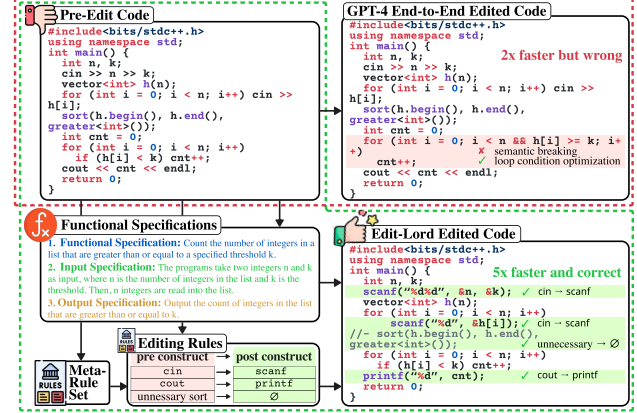 Pre-Edit Code
#include<bits/stdc++.h>
using namespace std;
int main() {
int n, k;
cin >> n >> k;
vector<int> h(n);
for (int i = 0; i < n; i++) cin >>
h[i];
sort(h.begin(), h.end(),
greater<int>());
int cnt = 0;
for (int i = 0; i < n; i++)
if (h[i] < k) cnt++;
cout << cnt << endl;
return 0;
}
GPT-4 End-to-End Edited Code
#include<bits/stdc++.h>
using namespace std;
int main() {
2x faster but wrong
int n, k;
cin >> n >> k;
vector<int> h(n);
for (int i = 0; i < n; i++) cin >>
h[i];
sort(h.begin(), h.end(),
greater<int>());
int cnt = 0;
for (int i = 0; i < n && h[i] >= k; i+
+) ✗ semantic breaking
cnt++; ✓ loop condition optimization
cout << cnt << endl;
return 0;
}
fx
Functional Specifications
1. Functional Specification: Count the number of integers in a
list that are greater than or equal to a specified threshold k.
2. Input Specification: The programs take two integers n and k
as input, where n is the number of integers in the list and k is
the threshold. Then, n integers are read into the list.
3. Output Specification: Output the count of integers in the list
that are greater than or equal to k.
RULES
Meta-
Rule
Set
RULES
Editing Rules
pre construct post construct
cin scanf
cout printf
unnessary sort ∅
Edit-Lord Edited Code
#include<bits/stdc++.h>
using namespace std;
int main() {
5x faster and correct
int n, k;
scanf("%d%d", &n, &k); ✓ cin → scanf
vector<int> h(n);
for (int i = 0; i < n; i++)
scanf("%d", &h[i]); ✓ cin → scanf
//- sort(h.begin(), h.end(),
greater<int>()); ✓ unnecessary → ∅
for (int i = 0; i < n; i++)
if (h[i] < k) cnt++;
printf("%d", cnt); ✓ cout → printf
return 0;
}